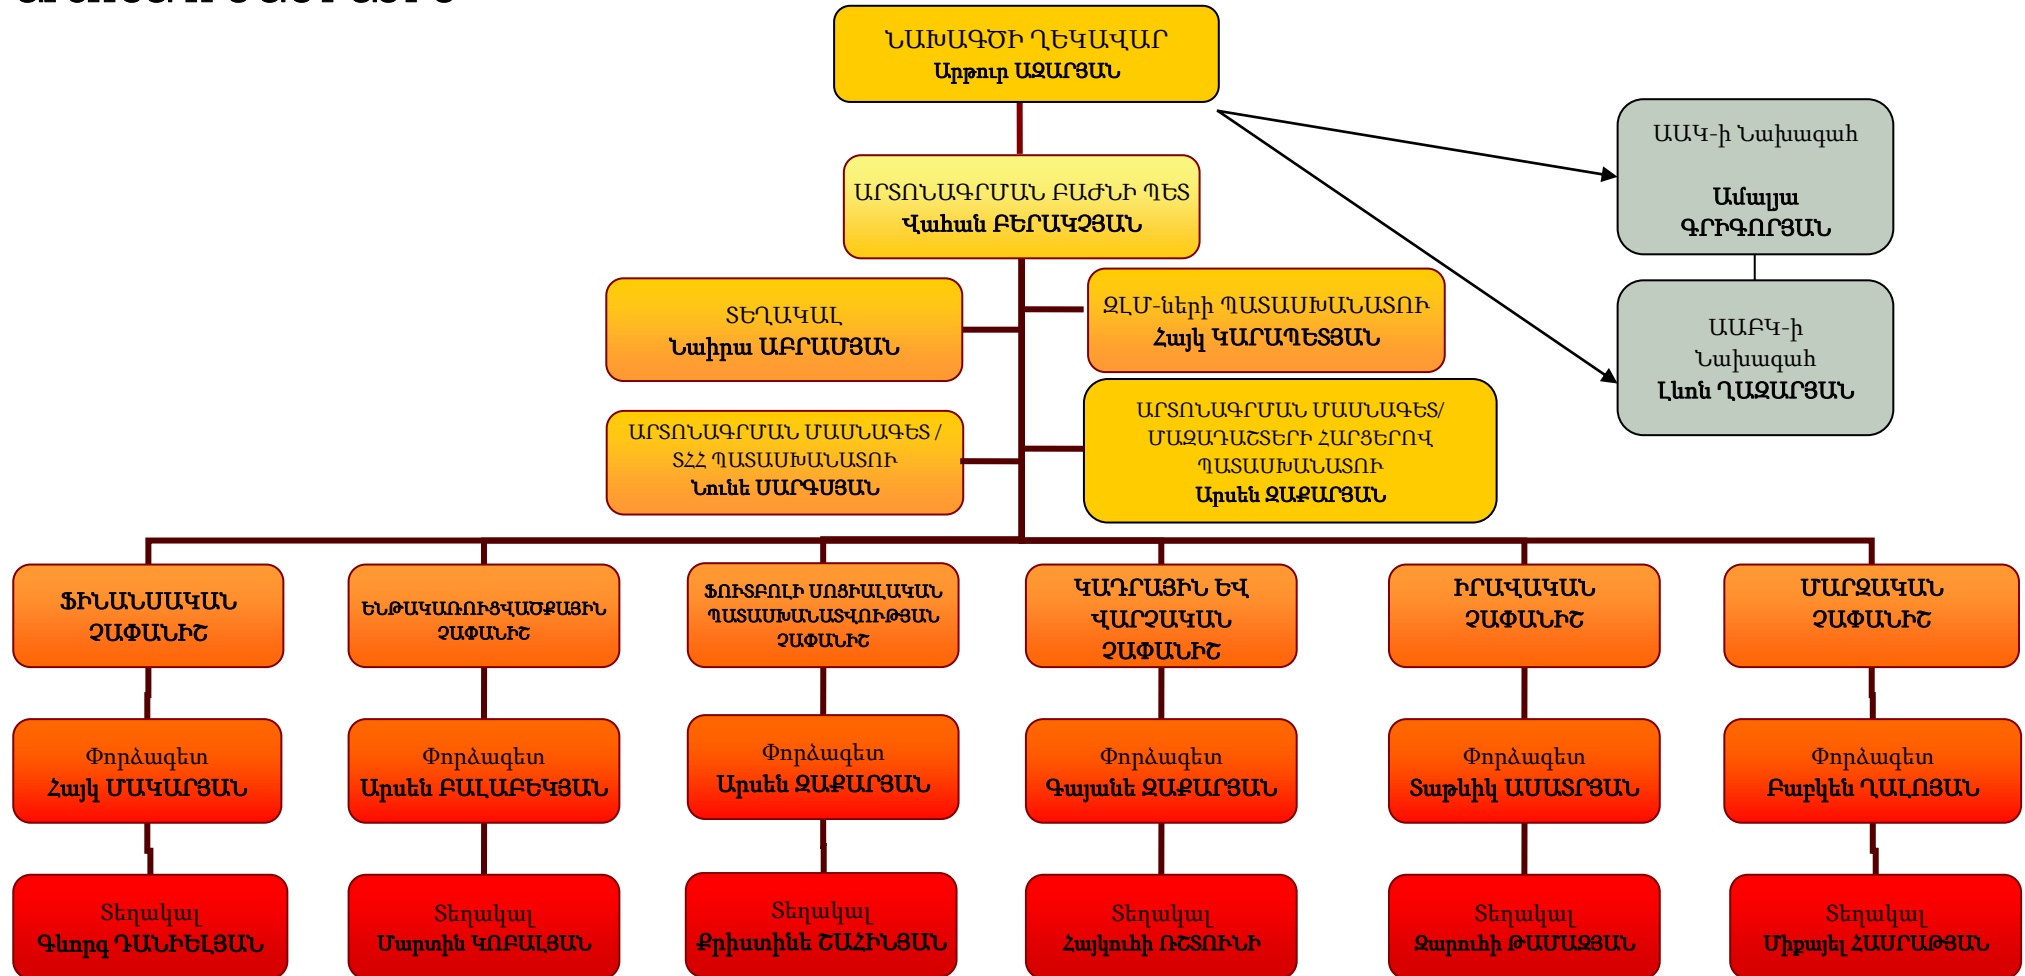 ՆԱԽԱԳԾԻ ՂԵԿԱՎԱՐ
Արթուր ԱԶԱՐՅԱՆ
ԱՐՏՈՆԱԳՐՄԱՆ ԲԱԺՆԻ ՊԵՏ
Վահան ԲԵՐԱԿՉՅԱՆ
ԱԱԿ-ի Նախագահ
Ամալյա
ԳՐԻԳՈՐՅԱՆ
ՏԵՂԱԿԱԼ
Նաիրա ԱԲՐԱՄՅԱՆ
ԶԼՄ-ների ՊԱՏԱՍԽԱՆԱՏՈՒ
Հայկ ԿԱՐԱՊԵՏՅԱՆ
ԱԱԲԿ-ի
Նախագահ
Լևոն ՂԱԶԱՐՅԱՆ
ԱՐՏՈՆԱԳՐՄԱՆ ՄԱՍՆԱԳԵՏ /
ՏՀՀ ՊԱՏԱՍԽԱՆԱՏՈՒ
Նունե ՍԱՐԳՍՅԱՆ
ԱՐՏՈՆԱԳՐՄԱՆ ՄԱՍՆԱԳԵՏ/
ՄԱԶԱԴԱՇՏԵՐԻ ՀԱՐՑԵՐՈՎ
ՊԱՏԱՍԽԱՆԱՏՈՒ
Արսեն ԶԱՔԱՐՅԱՆ
ՖԻՆԱՆՍԱԿԱՆ
ՉԱՓԱՆԻՇ
ԵՆԹԱԿԱՌՈՒՑՎԱԾՔԱՅԻՆ
ՉԱՓԱՆԻՇ
ՖՈՒՏԲՈԼԻ ՍՈՑԻԱԼԱԿԱՆ
ՊԱՏԱՍԽԱՆԱՏՎՈՒԹՅԱՆ
ՉԱՓԱՆԻՇ
ԿԱԴՐԱՅԻՆ ԵՎ
ՎԱՐՉԱԿԱՆ
ՉԱՓԱՆԻՇ
ԻՐԱՎԱԿԱՆ
ՉԱՓԱՆԻՇ
ՄԱՐԶԱԿԱՆ
ՉԱՓԱՆԻՇ
Փորձագետ
Հայկ ՄԱԿԱՐՅԱՆ
Փորձագետ
Արսեն ԲԱԼԱԲԵԿՅԱՆ
Փորձագետ
Արսեն ԶԱՔԱՐՅԱՆ
Փորձագետ
Գայանե ԶԱՔԱՐՅԱՆ
Փորձագետ
Տաթևիկ ԱՍԱՏՐՅԱՆ
Փորձագետ
Բաբկեն ՂԱԼՈՅԱՆ
Տեղակալ
Գևորգ ԴԱՆԻԵԼՅԱՆ
Տեղակալ
Մարտին ԿՈԲԱԼՅԱՆ
Տեղակալ
Քրիստինե ՇԱՀԻՆՅԱՆ
Տեղակալ
Հայկուհի ՌՇՏՈՒՆԻ
Տեղակալ
Զարուհի ԹԱՄԱԶՅԱՆ
Տեղակալ
Միքայել ՀԱՍՐԱԹՅԱՆ